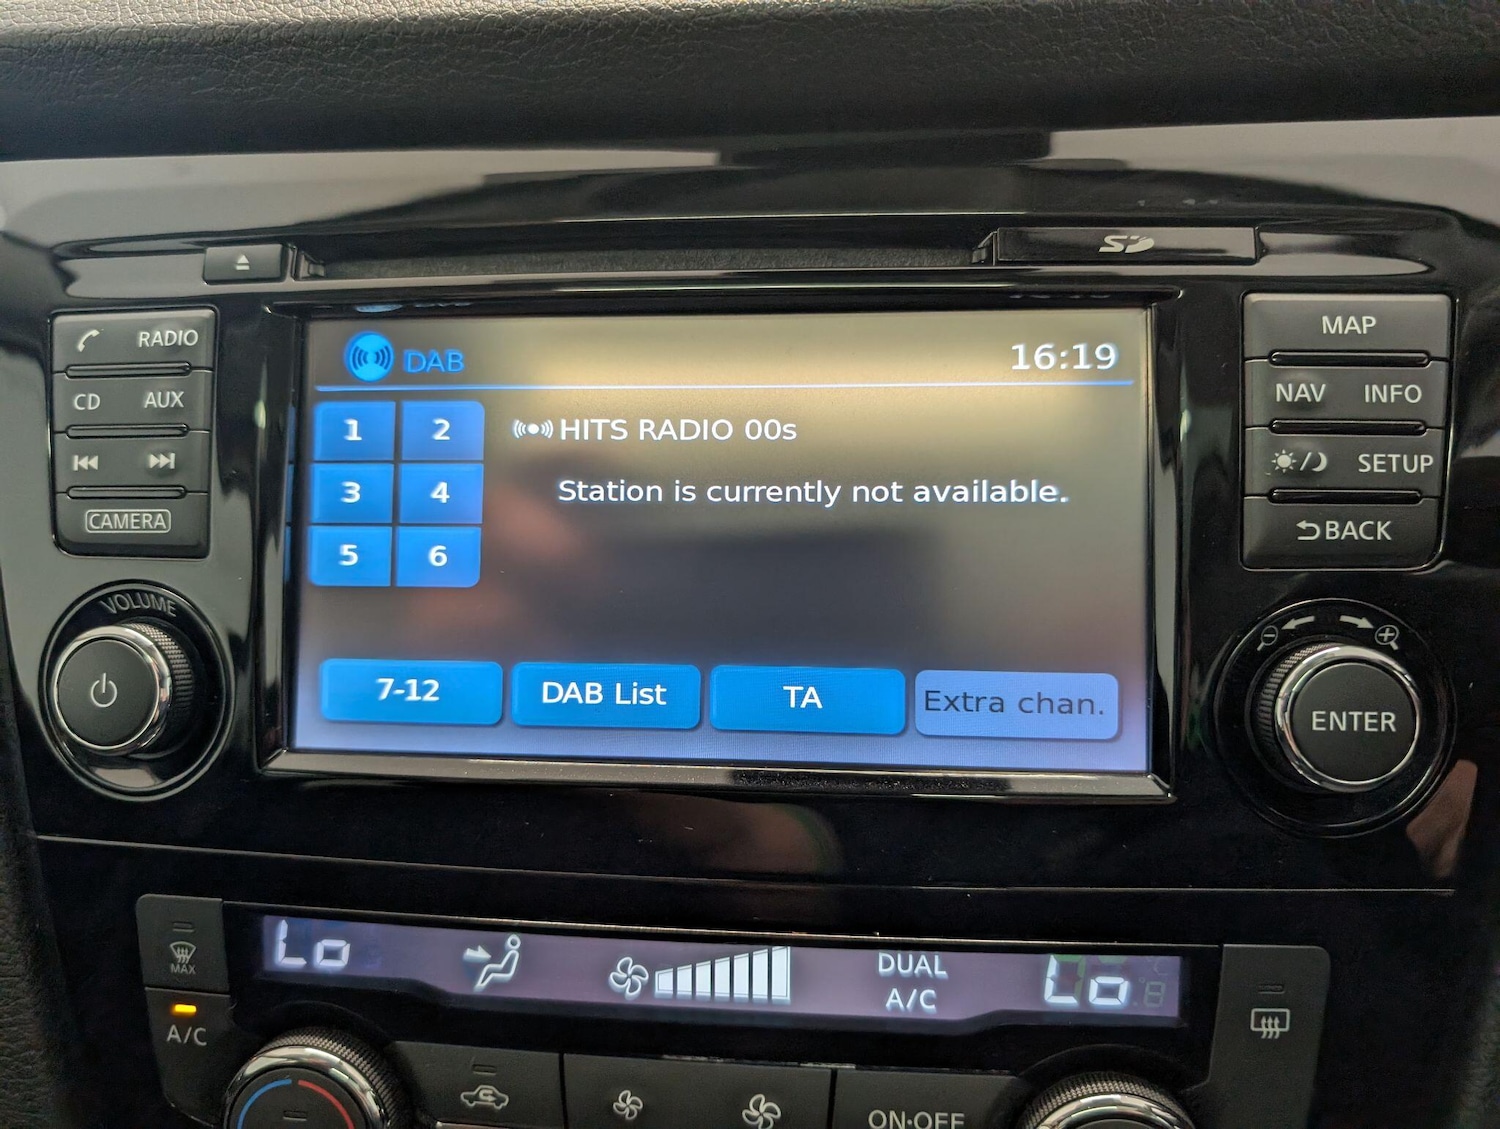 SD
RADIO
CD AUX
CAMERA
VOLUME
DAB
16:19
1 2
3 4
5 6
HITS RADIO 00s
Station is currently not available.
7-12
DAB List
TA
Extra chan.
MAP
NAV INFO
SETUP
BACK
ENTER
MAX
A/C
Lo
DUAL
A/C
Lo
ON·OFF